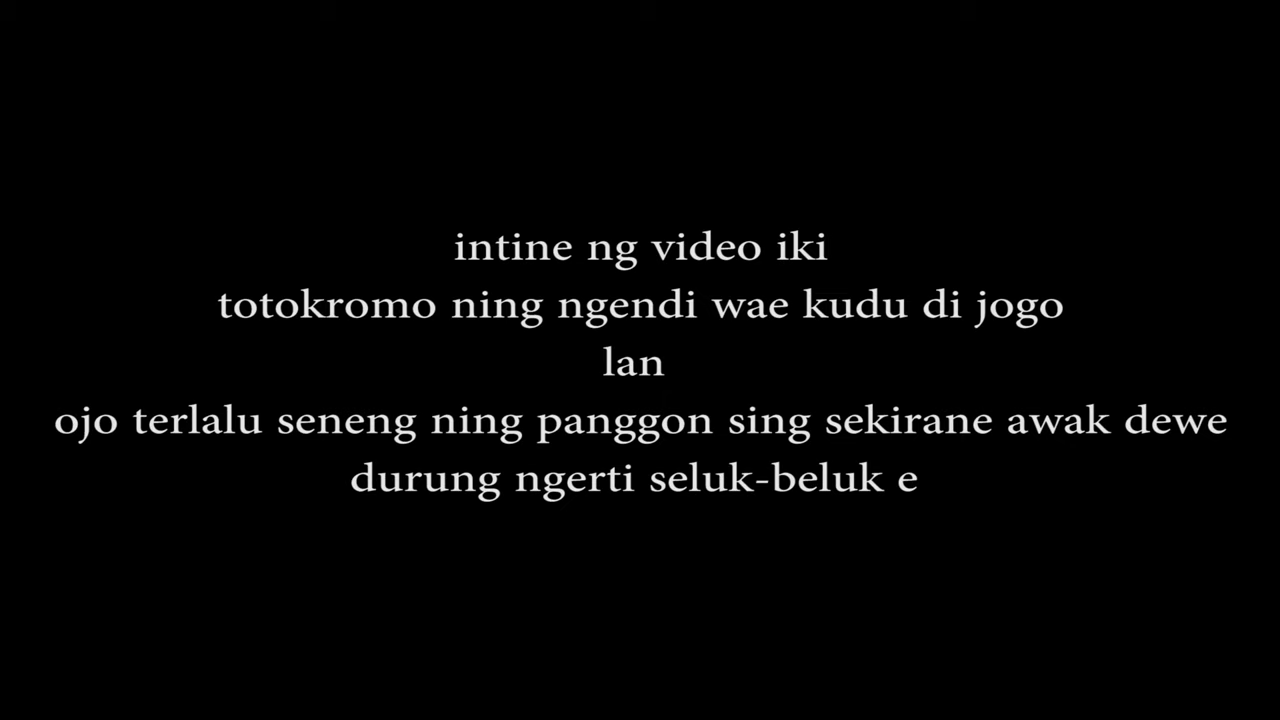 intine ng video iki
totokromo ning ngendi wae kudu di jogo
lan
ojo terlalu seneng ning panggon sing sekirane awak dewe
durung ngerti seluk-beluk e